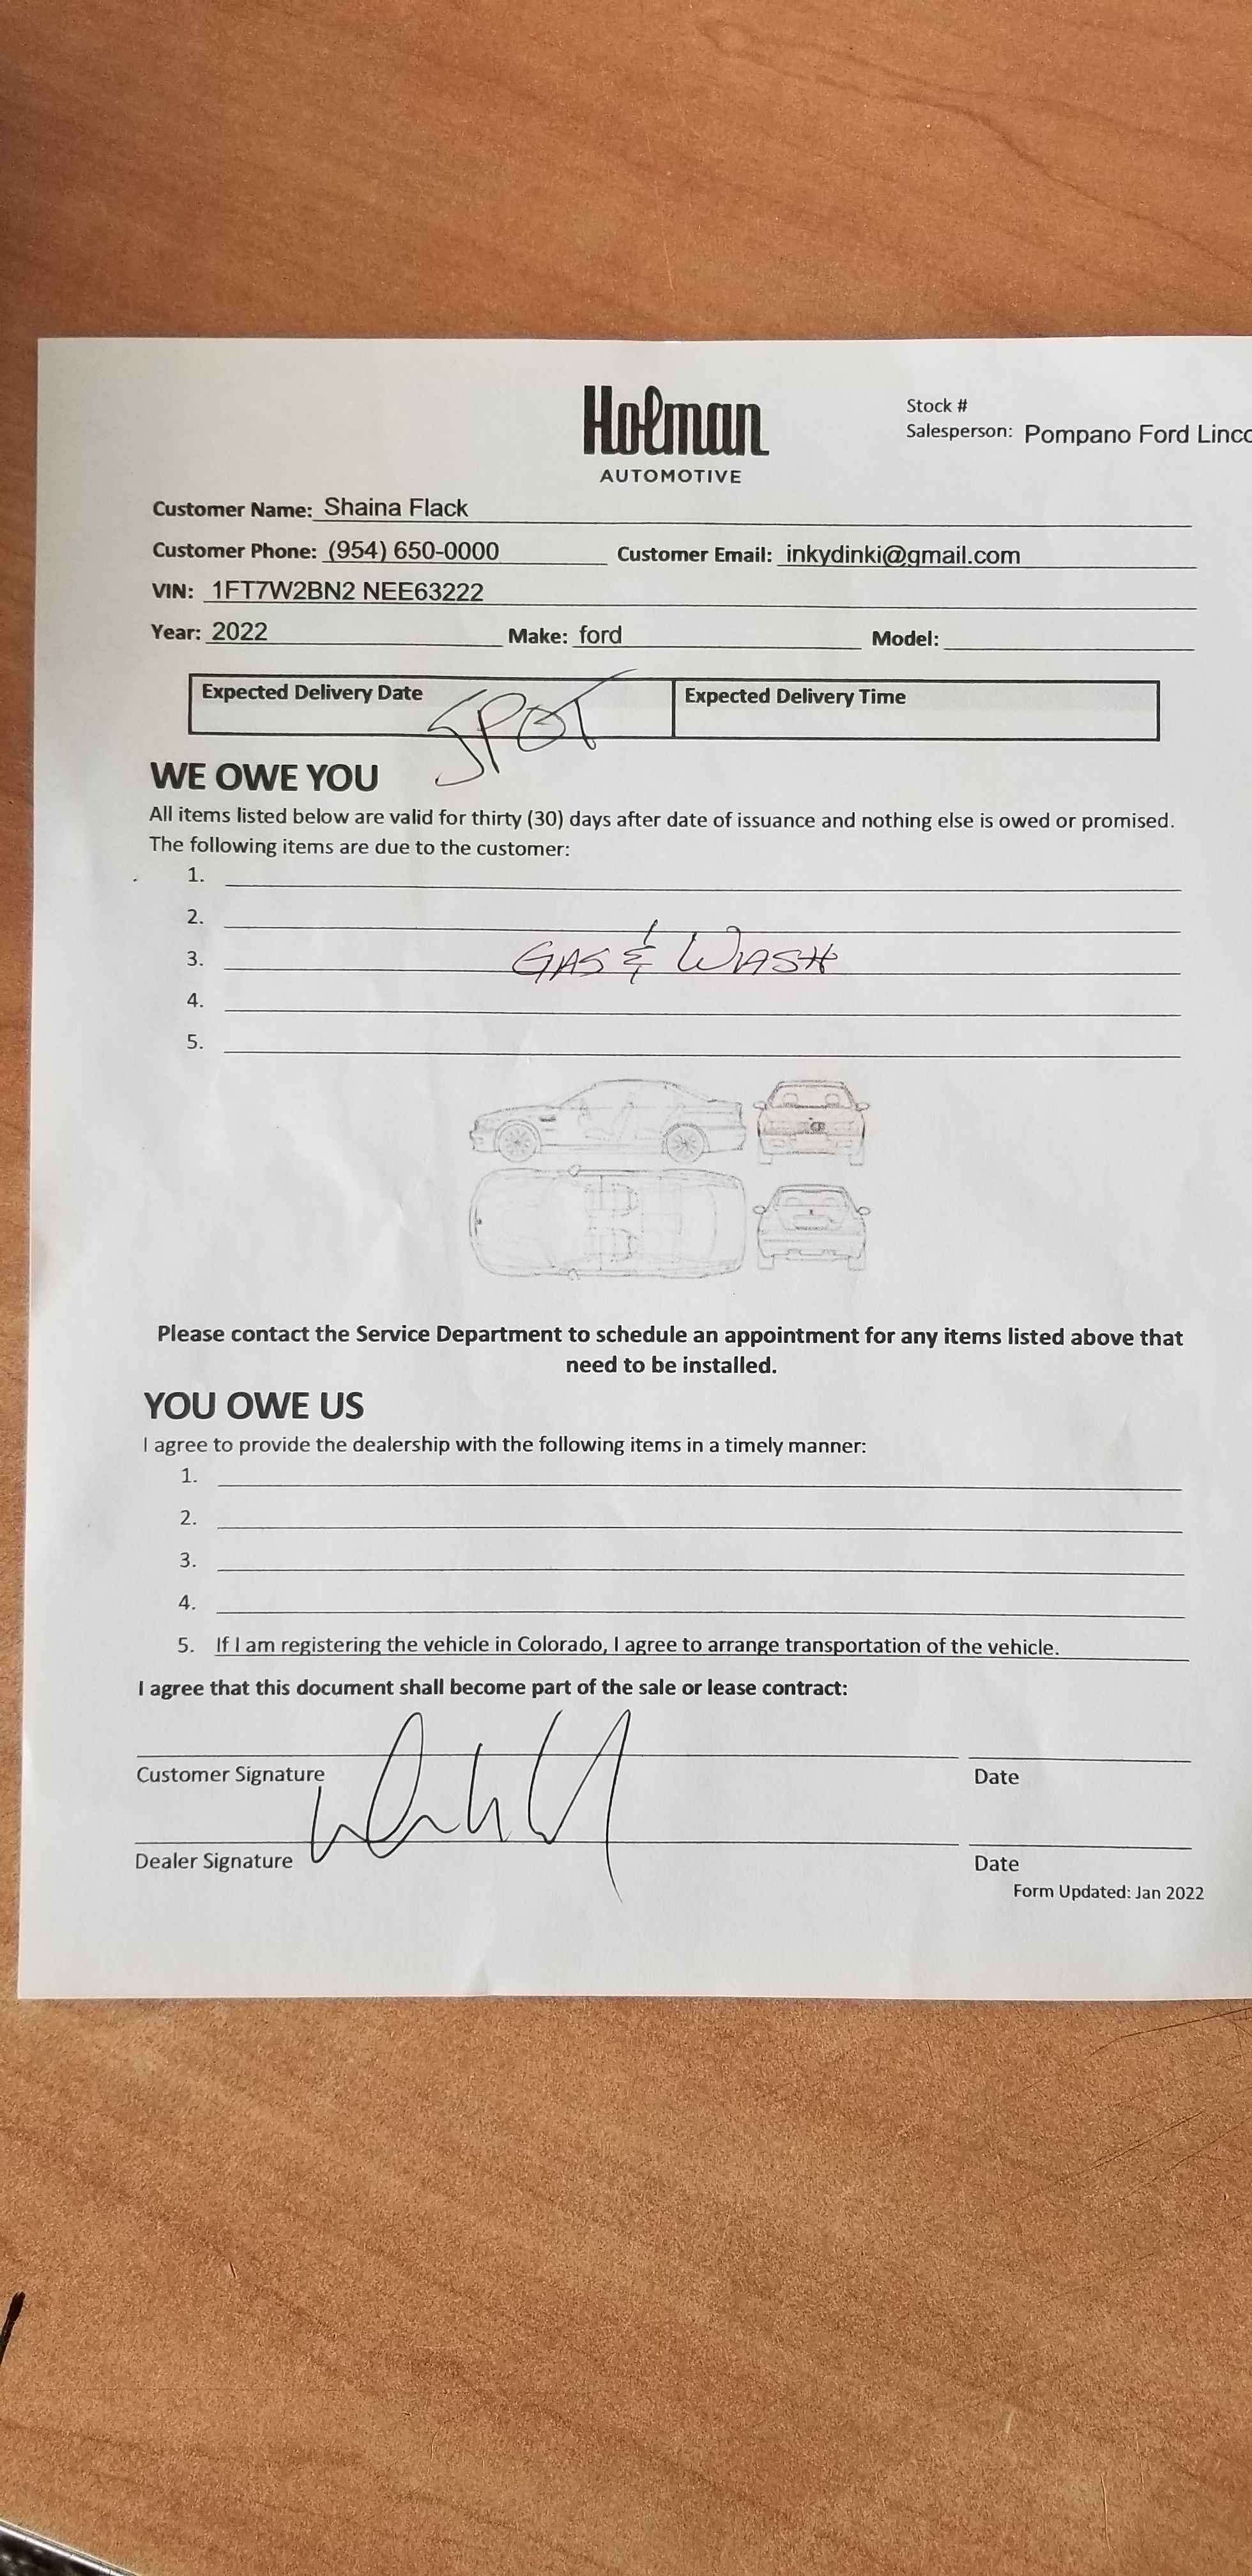 Holman
AUTOMOTIVE
Stock #
Salesperson: Pompano Ford Linco
Customer Name: Shaina Flack
Customer Phone: (954) 650-0000 Customer Email: inkydinki@gmail.com
VIN: 1FT7W2BN2 NEE63222
Year: 2022 Make: ford Model:
Expected Delivery Date SPOT Expected Delivery Time
WE OWE YOU
All items listed below are valid for thirty (30) days after date of issuance and nothing else is owed or promised.
The following items are due to the customer:
1.
2.
3. GAS & WASH
4.
5.
Please contact the Service Department to schedule an appointment for any items listed above that
need to be installed.
YOU OWE US
I agree to provide the dealership with the following items in a timely manner:
1.
2.
3.
4.
5. If I am registering the vehicle in Colorado, I agree to arrange transportation of the vehicle.
I agree that this document shall become part of the sale or lease contract:
Customer Signature Date
Dealer Signature Date
Form Updated: Jan 2022